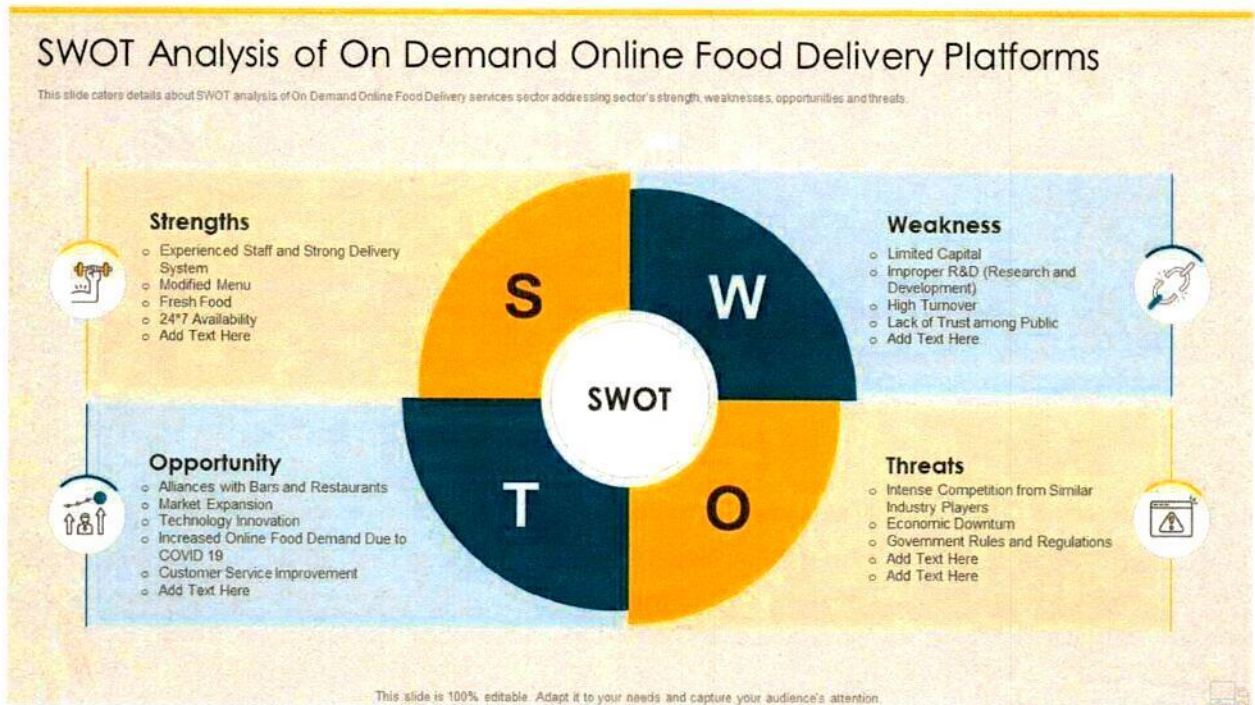 SWOT Analysis of On Demand Online Food Delivery Platforms
This slide caters details about SWOT analysis of On Demand Online Food Delivery services sector addressing sector's strength, weaknesses, opportunities and threats.
Strengths
o Experienced Staff and Strong Delivery
System
o Modified Menu
o Fresh Food
o 24*7 Availability
o Add Text Here
S
W
Weakness
o Limited Capital
o Improper R&D (Research and
Development)
o High Turnover
o Lack of Trust among Public
o Add Text Here
SWOT
Opportunity
o Alliances with Bars and Restaurants
o Market Expansion
o Technology Innovation
o Increased Online Food Demand Due to
COVID 19
o Customer Service Improvement
o Add Text Here
T
O
Threats
o Intense Competition from Similar
Industry Players
o Economic Downturn
o Government Rules and Regulations
o Add Text Here
o Add Text Here
This slide is 100% editable. Adapt it to your needs and capture your audience's attention.